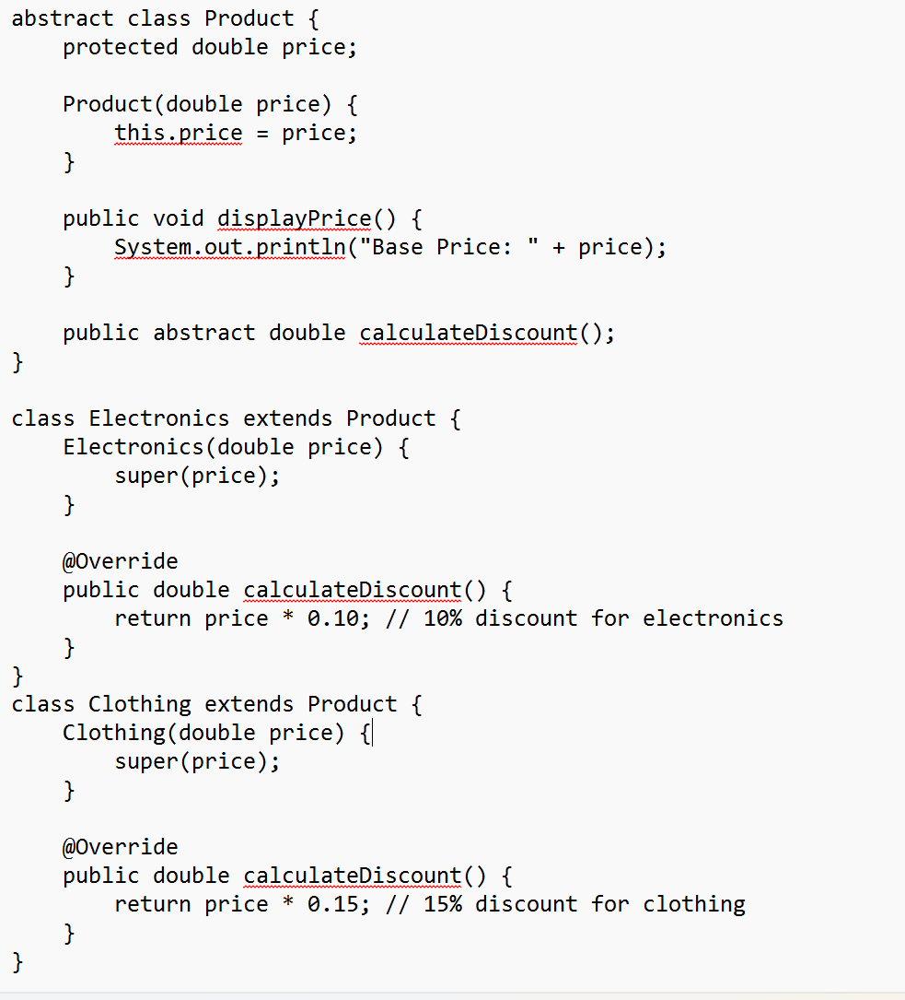 abstract class Product {
    protected double price;

    Product(double price) {
        this.price = price;
    }

    public void displayPrice() {
        System.out.println("Base Price: " + price);
    }

    public abstract double calculateDiscount();
}

class Electronics extends Product {
    Electronics(double price) {
        super(price);
    }

    @Override
    public double calculateDiscount() {
        return price * 0.10; // 10% discount for electronics
    }
}
class Clothing extends Product {
    Clothing(double price) {
        super(price);
    }

    @Override
    public double calculateDiscount() {
        return price * 0.15; // 15% discount for clothing
    }
}